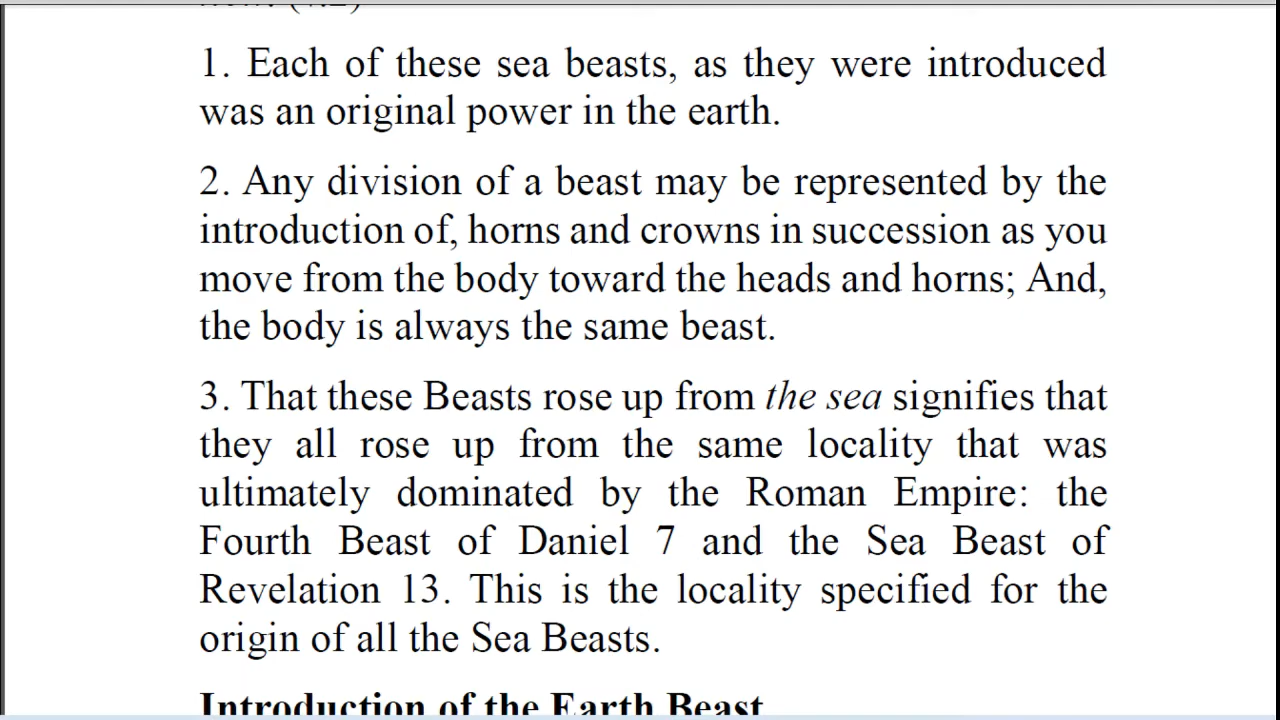 1. Each of these sea beasts, as they were introduced
was an original power in the earth.
2. Any division of a beast may be represented by the
introduction of, horns and crowns in succession as you
move from the body toward the heads and horns; And,
the body is always the same beast.
3. That these Beasts rose up from the sea signifies that
they all rose up from the same locality that was
ultimately dominated by the Roman Empire: the
Fourth Beast of Daniel 7 and the Sea Beast of
Revelation 13. This is the locality specified for the
origin of all the Sea Beasts.
Introduction of the Earth Beast